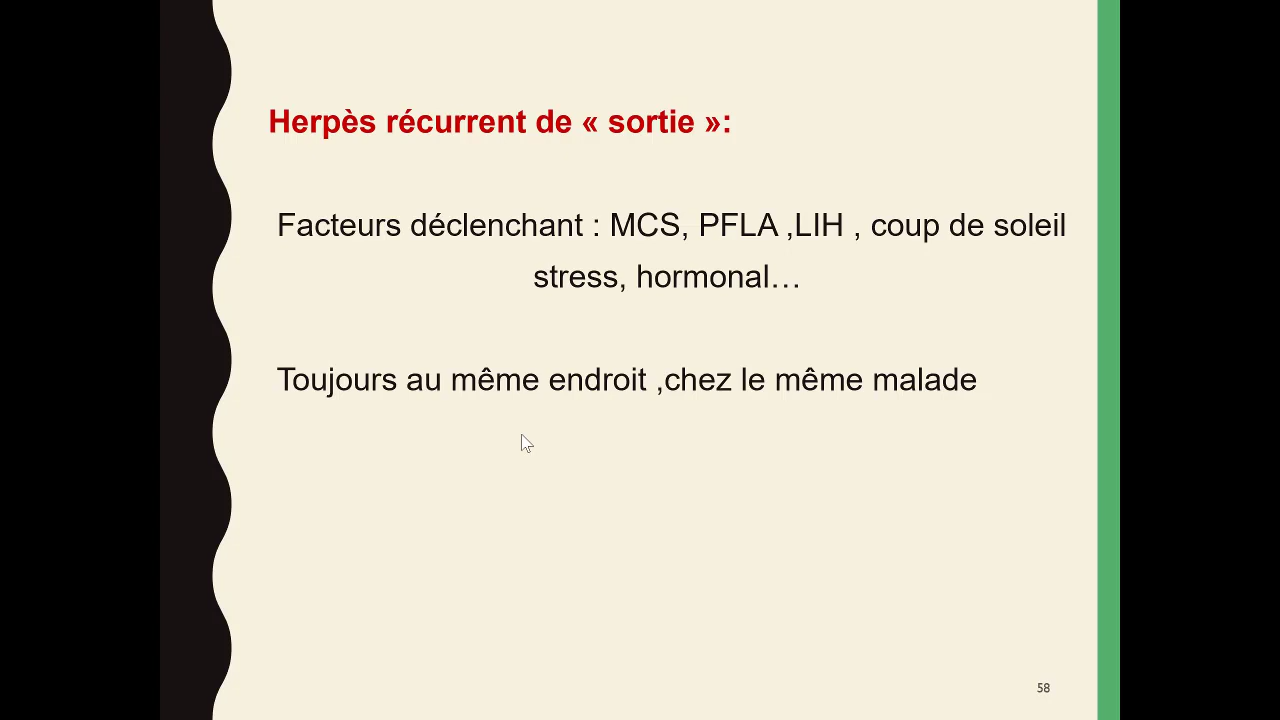 Herpès récurrent de « sortie »:
Facteurs déclenchant : MCS, PFLA ,LIH , coup de soleil
stress, hormonal…
Toujours au même endroit ,chez le même malade
58